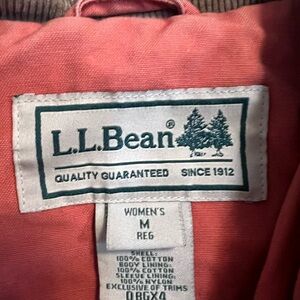 L.L.Bean®
QUALITY GUARANTEED SINCE 1912
WOMEN'S
M
REG
SHELL:
100% COTTON
BODY LINING:
100% COTTON
SLEEVE LINING:
100% NYLON
EXCLUSIVE OF TRIMS
0BGX4